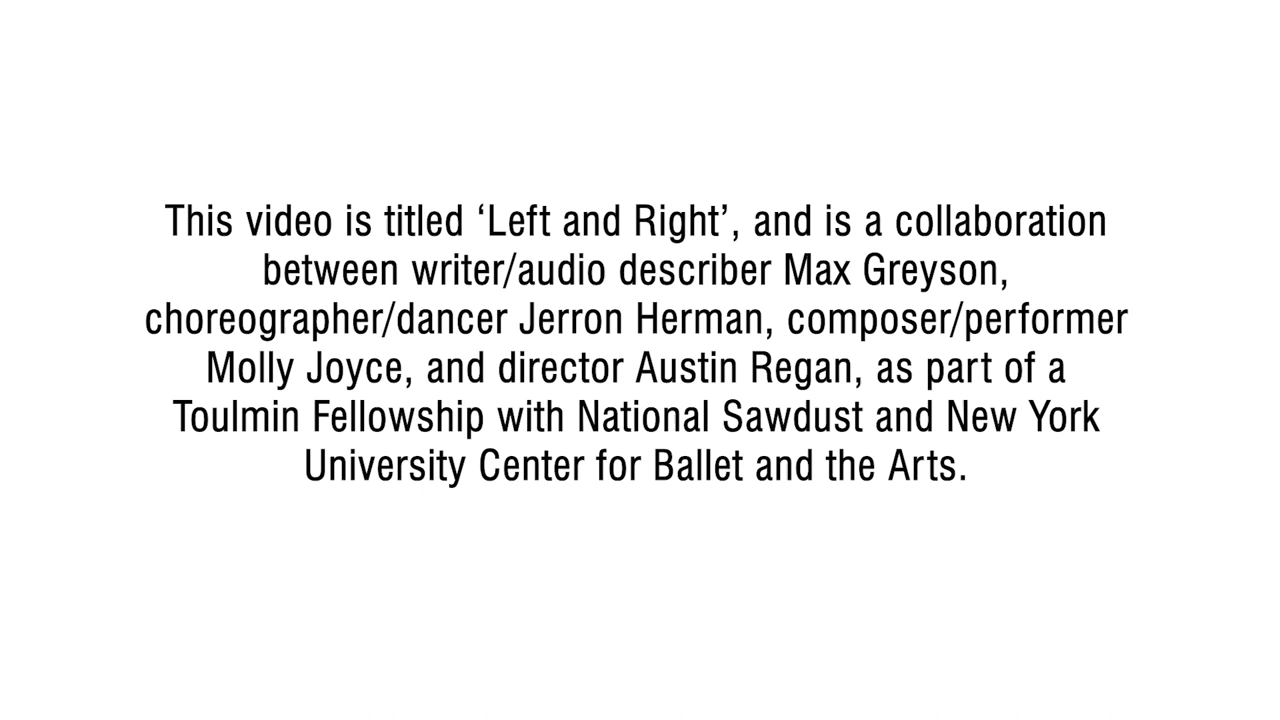 This video is titled ‘Left and Right’, and is a collaboration
between writer/audio describer Max Greyson,
choreographer/dancer Jerron Herman, composer/performer
Molly Joyce, and director Austin Regan, as part of a
Toulmin Fellowship with National Sawdust and New York
University Center for Ballet and the Arts.